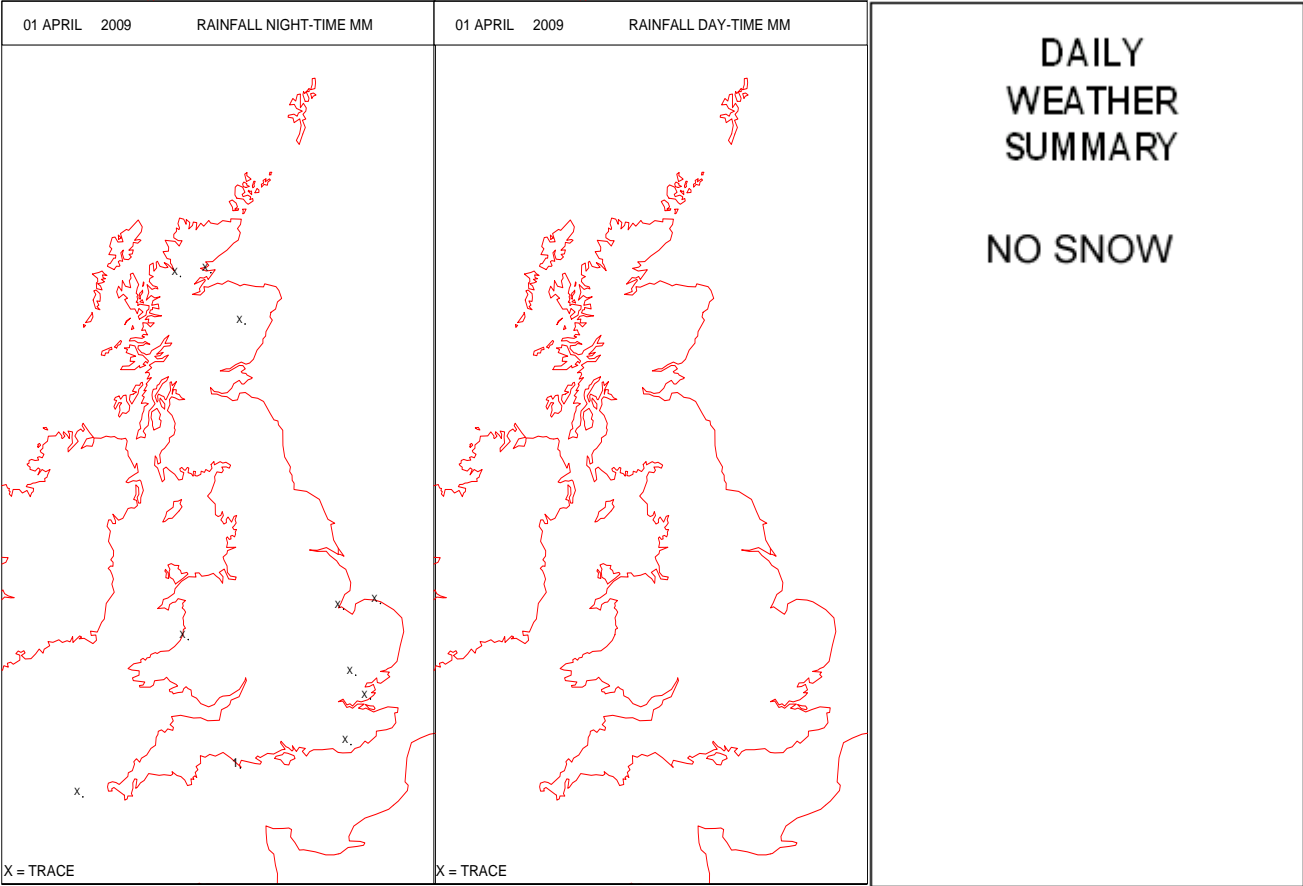 01 APRIL 2009 RAINFALL NIGHT-TIME MM
X.
X
X.
X.
X.
X.
X.
X.
X.
1.
X.
X = TRACE
01 APRIL 2009 RAINFALL DAY-TIME MM
X = TRACE
DAILY
WEATHER
SUMMARY
NO SNOW